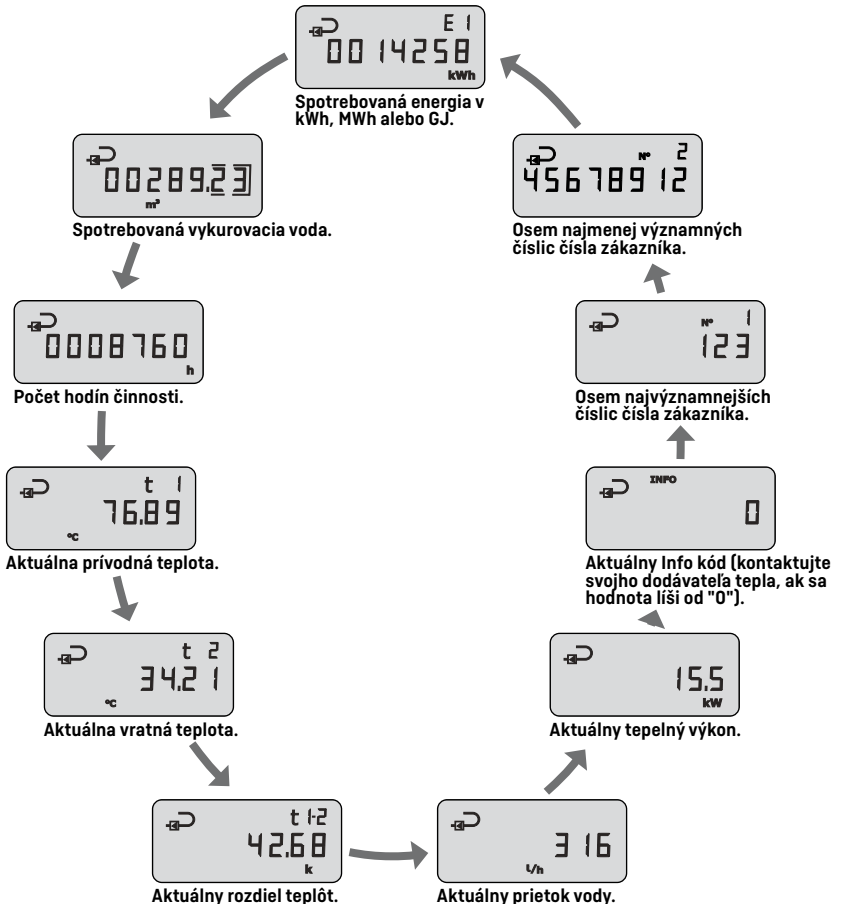 E 1
0014258
kWh
Spotrebovaná energia v
kWh, MWh alebo GJ.
00289.23
m³
Spotrebovaná vykurovacia voda.
0008760
h
Počet hodín činnosti.
t 1
76.89
°C
Aktuálna prívodná teplota.
t 2
34.21
°C
Aktuálna vratná teplota.
t 1-2
42.68
k
Aktuálny rozdiel teplôt.
316
l/h
Aktuálny prietok vody.
15.5
kW
Aktuálny tepelný výkon.
INFO
0
Aktuálny Info kód (kontaktujte
svojho dodávateľa tepla, ak sa
hodnota líši od "0").
N° 1
123
Osem najvýznamnejších
číslic čísla zákazníka.
N° 2
45678912
Osem najmenej významných
číslic čísla zákazníka.